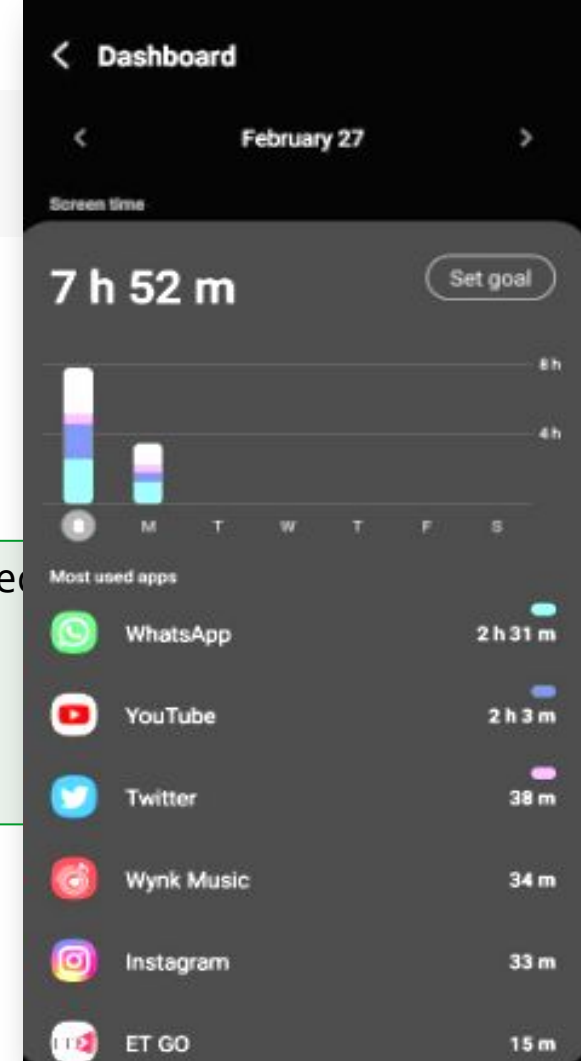 Dashboard
February 27
Screen time
7 h 52 m
Set goal
8 h
4 h
S M T W T F S
Most used apps
WhatsApp
2 h 31 m
YouTube
2 h 3 m
Twitter
38 m
Wynk Music
34 m
Instagram
33 m
ET GO
15 m